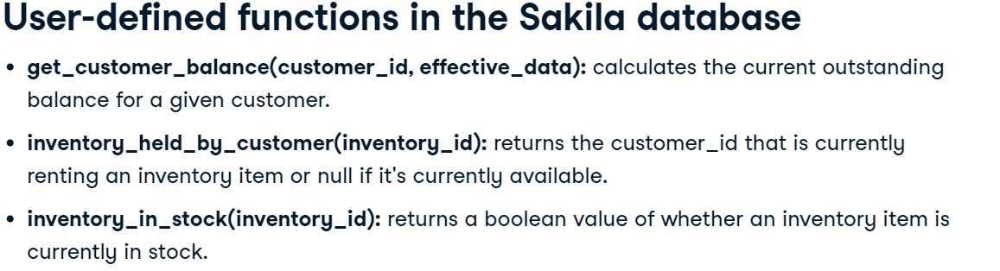 User-defined functions in the Sakila database
• get_customer_balance(customer_id, effective_data): calculates the current outstanding
balance for a given customer.
• inventory_held_by_customer(inventory_id): returns the customer_id that is currently
renting an inventory item or null if it's currently available.
• inventory_in_stock(inventory_id): returns a boolean value of whether an inventory item is
currently in stock.